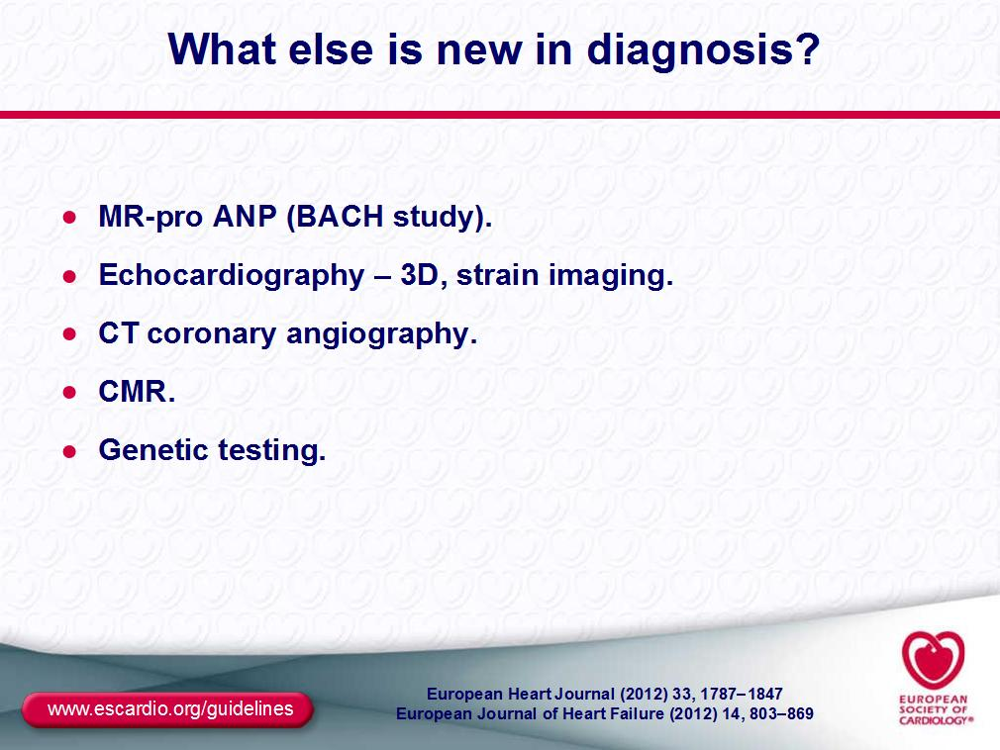 What else is new in diagnosis?
● MR-pro ANP (BACH study).
● Echocardiography – 3D, strain imaging.
● CT coronary angiography.
● CMR.
● Genetic testing.
www.escardio.org/guidelines
European Heart Journal (2012) 33, 1787–1847
European Journal of Heart Failure (2012) 14, 803–869
EUROPEAN
SOCIETY OF
CARDIOLOGY®